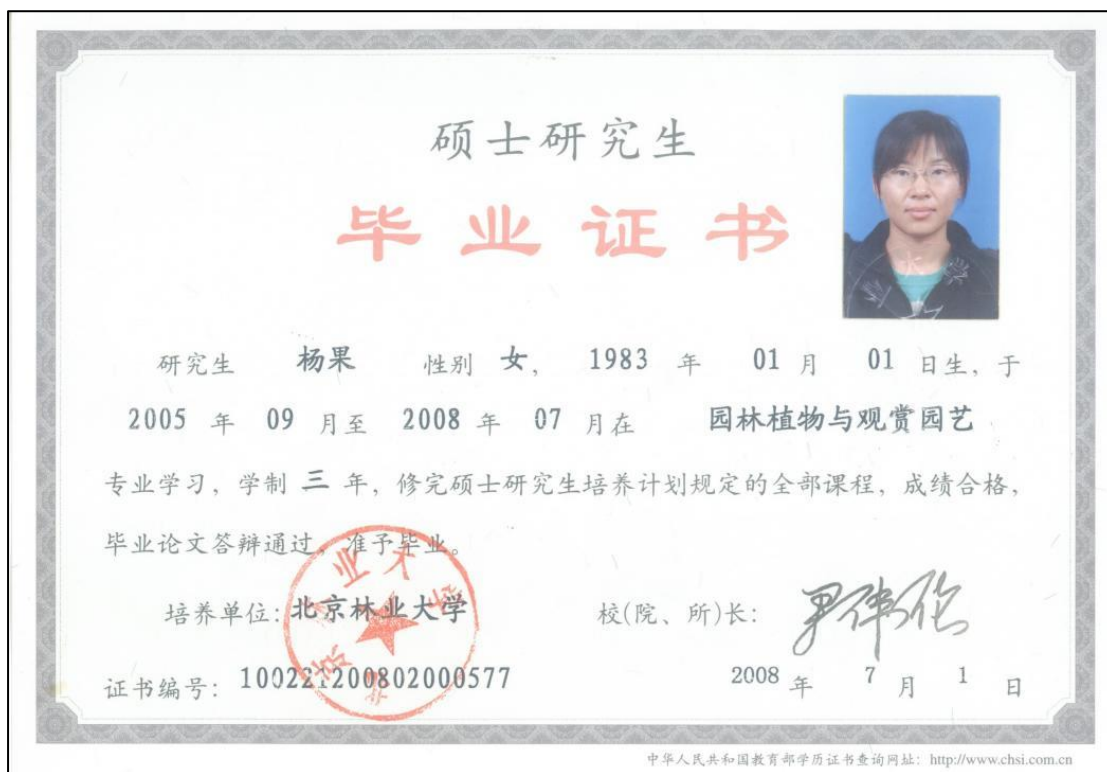 硕士研究生
毕业证书
研究生 杨果 性别 女, 1983 年 01 月 01 日生, 于
2005 年 09 月至 2008 年 07 月在 园林植物与观赏园艺
专业学习, 学制 三 年, 修完硕士研究生培养计划规定的全部课程, 成绩合格,
毕业论文答辩通过, 准予毕业。
培养单位: 北京林业大学 校(院、所)长:
证书编号: 100221200802000577 2008 年 7 月 1 日
北京林业大学
中华人民共和国教育部学历证书查询网址: http://www.chsi.com.cn